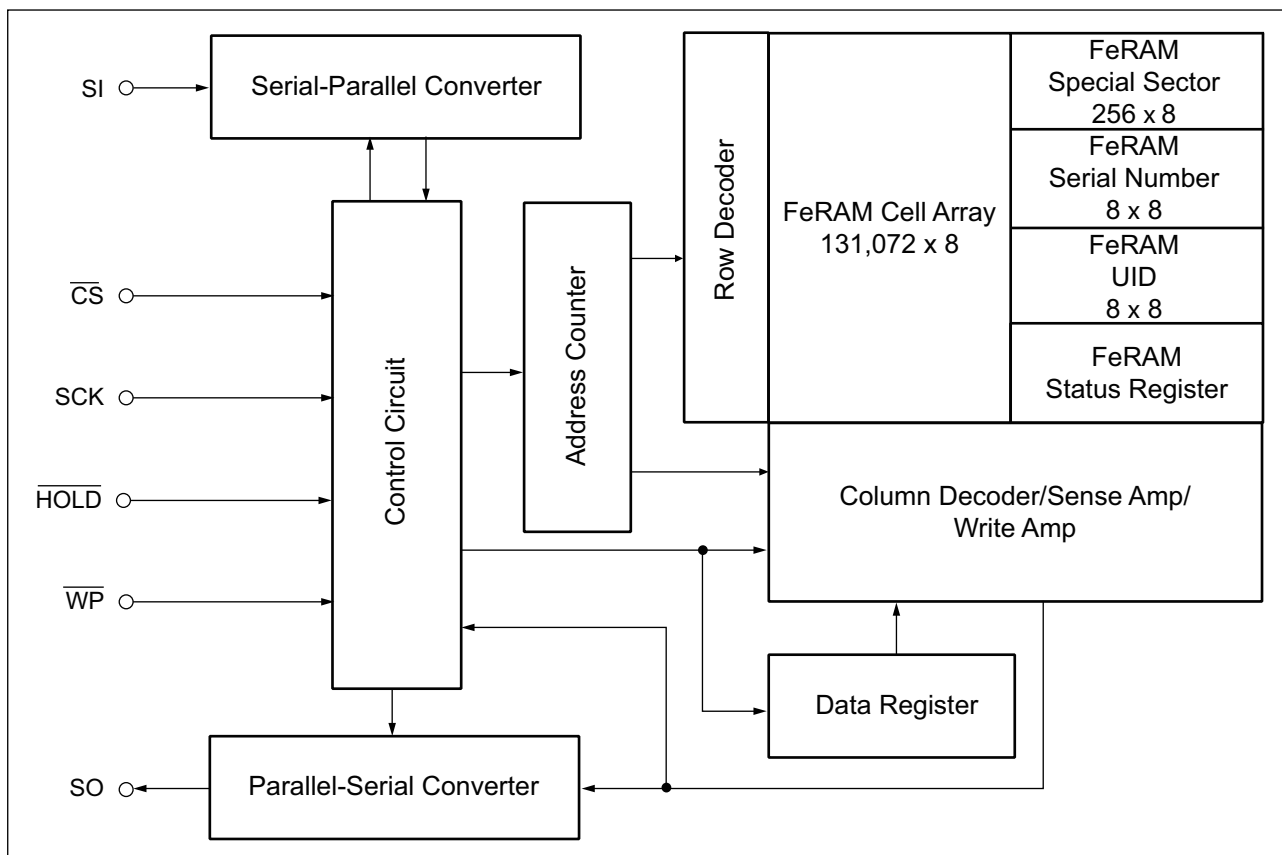 SI
Serial-Parallel Converter
CS
SCK
HOLD
WP
SO
Control Circuit
Address Counter
Row Decoder
FeRAM Cell Array
131,072 x 8
FeRAM
Special Sector
256 x 8
FeRAM
Serial Number
8 x 8
FeRAM
UID
8 x 8
FeRAM
Status Register
Column Decoder/Sense Amp/
Write Amp
Data Register
Parallel-Serial Converter